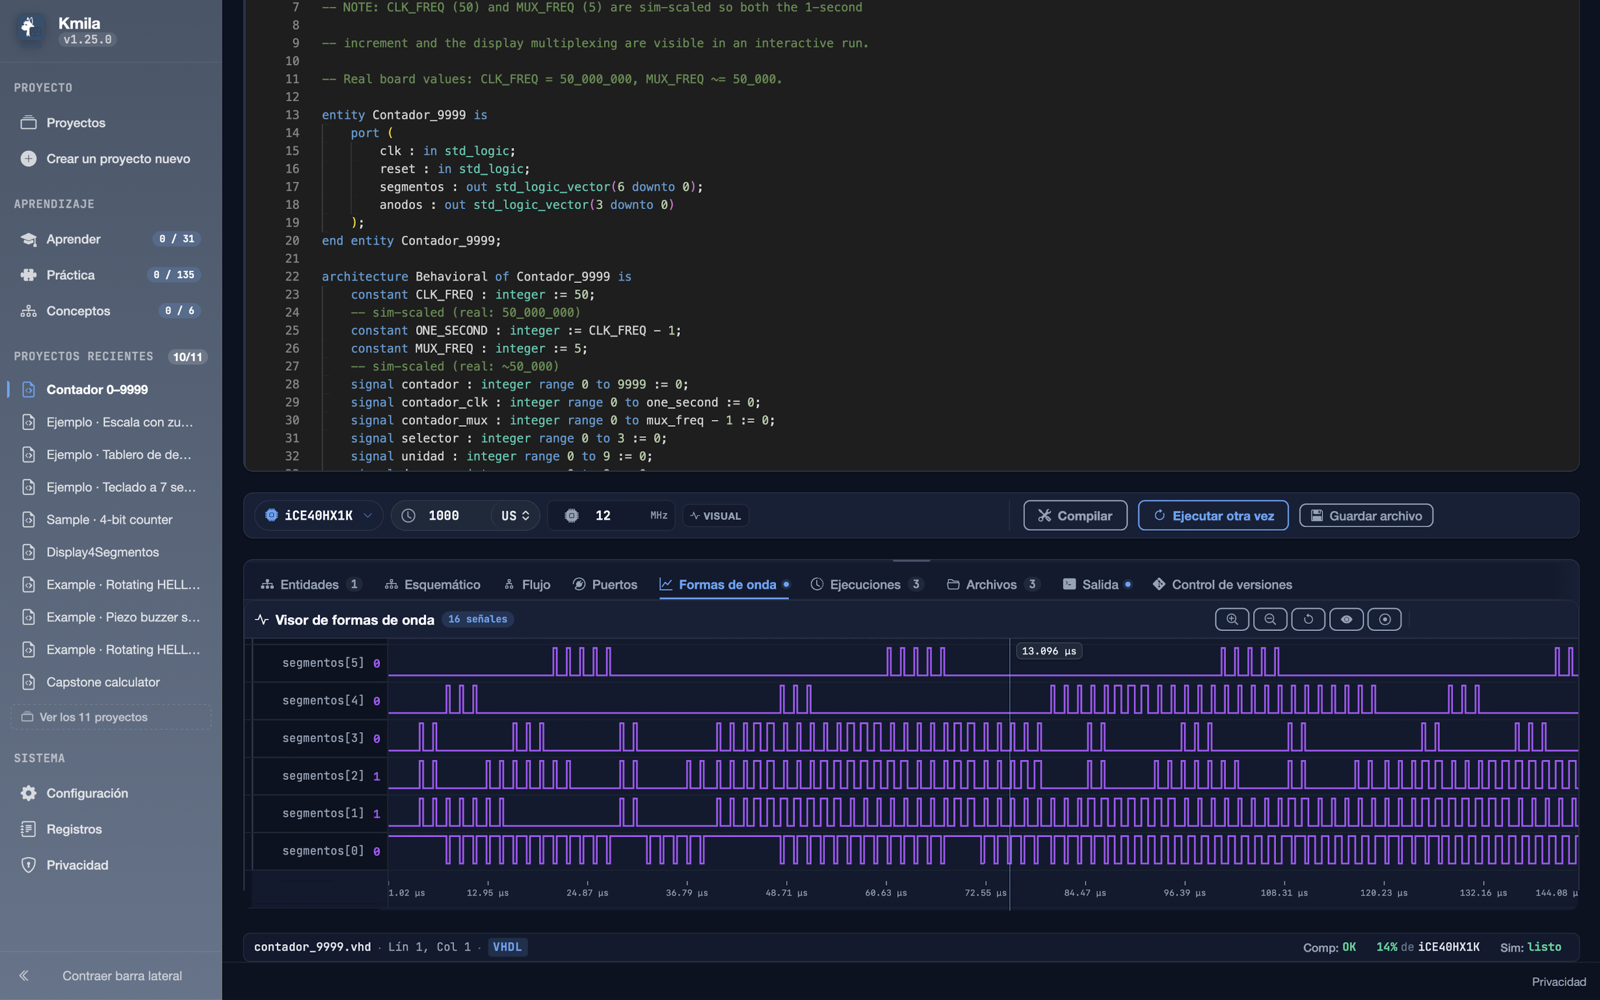 Kmila
v1.25.0
PROYECTO
Proyectos
Crear un proyecto nuevo
APRENDIZAJE
Aprender 0 / 31
Práctica 0 / 135
Conceptos 0 / 6
PROYECTOS RECIENTES 10/11
Contador 0–9999
Ejemplo · Escala con zu...
Ejemplo · Tablero de de...
Ejemplo · Teclado a 7 se...
Sample · 4-bit counter
Display4Segmentos
Example · Rotating HELL...
Example · Piezo buzzer s...
Example · Rotating HELL...
Capstone calculator
Ver los 11 proyectos
SISTEMA
Configuración
Registros
Privacidad
Contraer barra lateral
7 -- NOTE: CLK_FREQ (50) and MUX_FREQ (5) are sim-scaled so both the 1-second
8
9 -- increment and the display multiplexing are visible in an interactive run.
10
11 -- Real board values: CLK_FREQ = 50_000_000, MUX_FREQ ~= 50_000.
12
13 entity Contador_9999 is
14 port (
15 clk : in std_logic;
16 reset : in std_logic;
17 segmentos : out std_logic_vector(6 downto 0);
18 anodos : out std_logic_vector(3 downto 0)
19 );
20 end entity Contador_9999;
21
22 architecture Behavioral of Contador_9999 is
23 constant CLK_FREQ : integer := 50;
24 -- sim-scaled (real: 50_000_000)
25 constant ONE_SECOND : integer := CLK_FREQ - 1;
26 constant MUX_FREQ : integer := 5;
27 -- sim-scaled (real: ~50_000)
28 signal contador : integer range 0 to 9999 := 0;
29 signal contador_clk : integer range 0 to one_second := 0;
30 signal contador_mux : integer range 0 to mux_freq - 1 := 0;
31 signal selector : integer range 0 to 3 := 0;
32 signal unidad : integer range 0 to 9 := 0;
iCE40HX1K 1000 US 12 MHz VISUAL Compilar Ejecutar otra vez Guardar archivo
Entidades 1 Esquemático Flujo Puertos Formas de onda Ejecuciones 3 Archivos 3 Salida Control de versiones
Visor de formas de onda 16 señales
13.096 µs
segmentos[5] 0
segmentos[4] 0
segmentos[3] 0
segmentos[2] 1
segmentos[1] 1
segmentos[0] 0
1.02 µs 12.95 µs 24.87 µs 36.79 µs 48.71 µs 60.63 µs 72.55 µs 84.47 µs 96.39 µs 108.31 µs 120.23 µs 132.16 µs 144.08 µ
contador_9999.vhd · Lín 1, Col 1 · VHDL Comp: OK 14% de iCE40HX1K Sim: listo
Privacidad